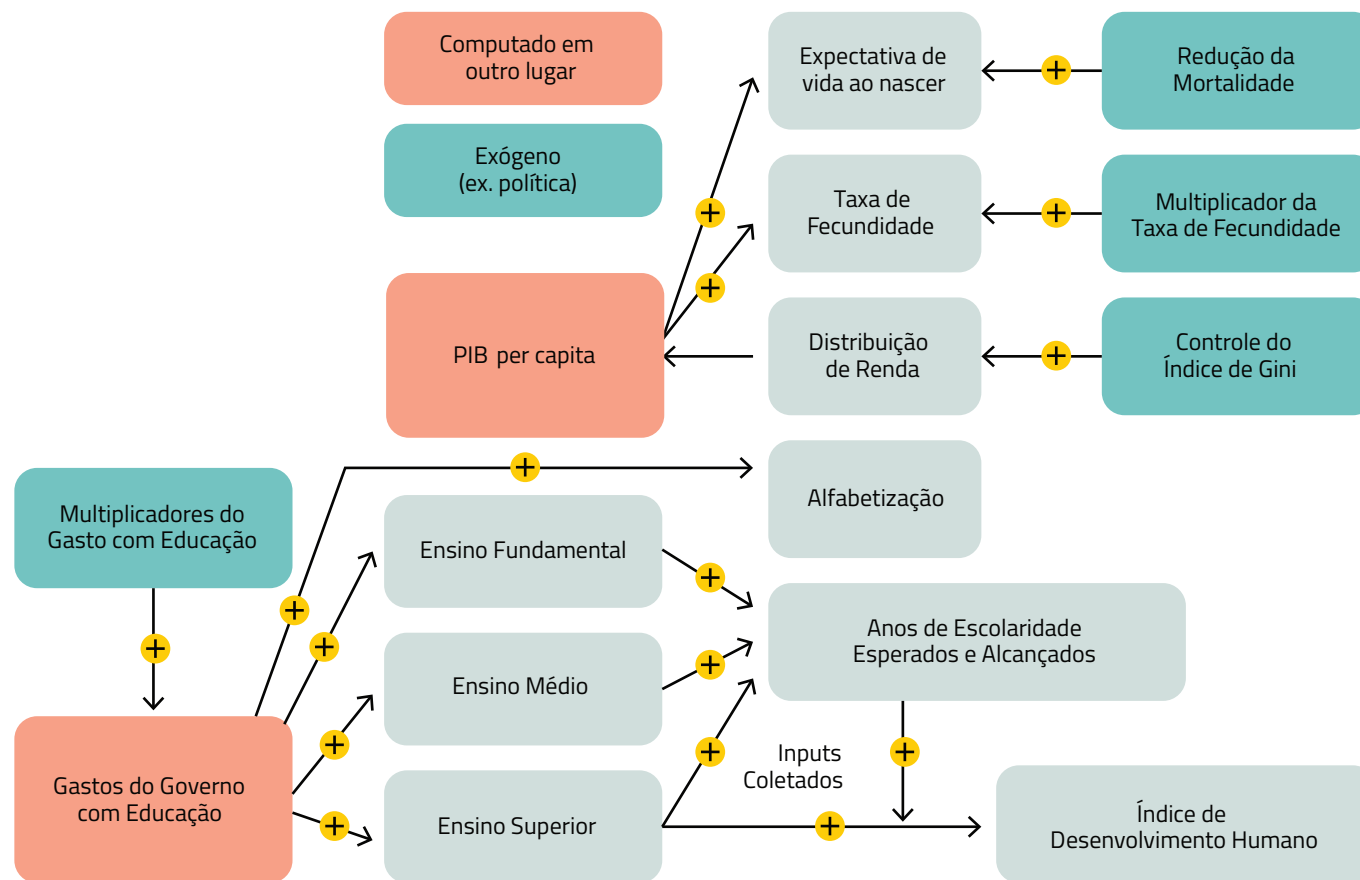 Computado em
outro lugar
Expectativa de
vida ao nascer
Redução da
Mortalidade
Exógeno
(ex. política)
Taxa de
Fecundidade
Multiplicador da
Taxa de Fecundidade
PIB per capita
Distribuição
de Renda
Controle do
Índice de Gini
Multiplicadores do
Gasto com Educação
Alfabetização
Ensino Fundamental
Anos de Escolaridade
Esperados e Alcançados
Ensino Médio
Inputs
Coletados
Gastos do Governo
com Educação
Ensino Superior
Índice de
Desenvolvimento Humano